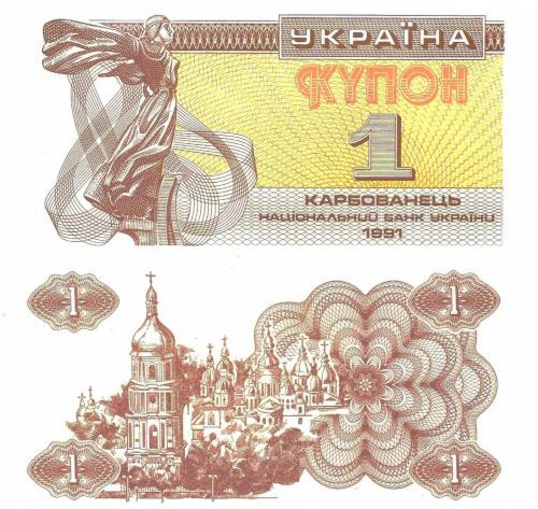 УКРАЇНА
КУПОН
1
КАРБОВАНЕЦЬ
НАЦІОНАЛЬНИЙ БАНК УКРАЇНИ
1991
1 1
1 1